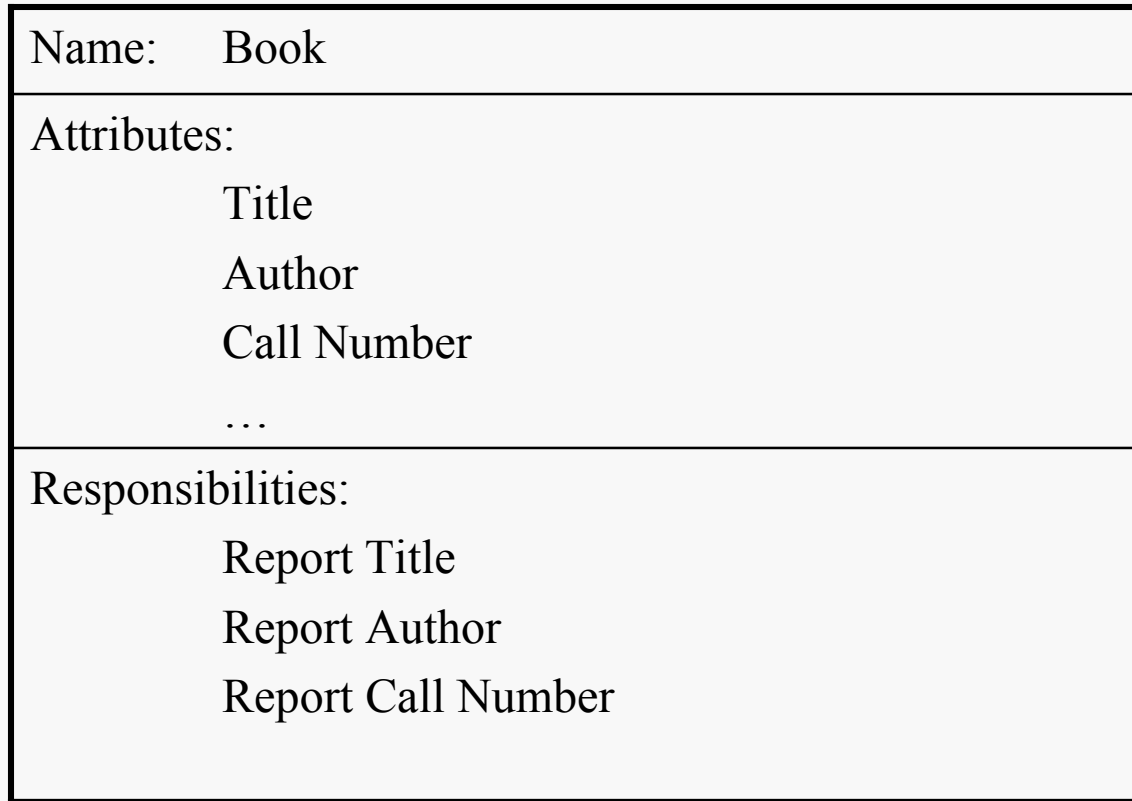 Name: Book
Attributes:
Title
Author
Call Number
…
Responsibilities:
Report Title
Report Author
Report Call Number